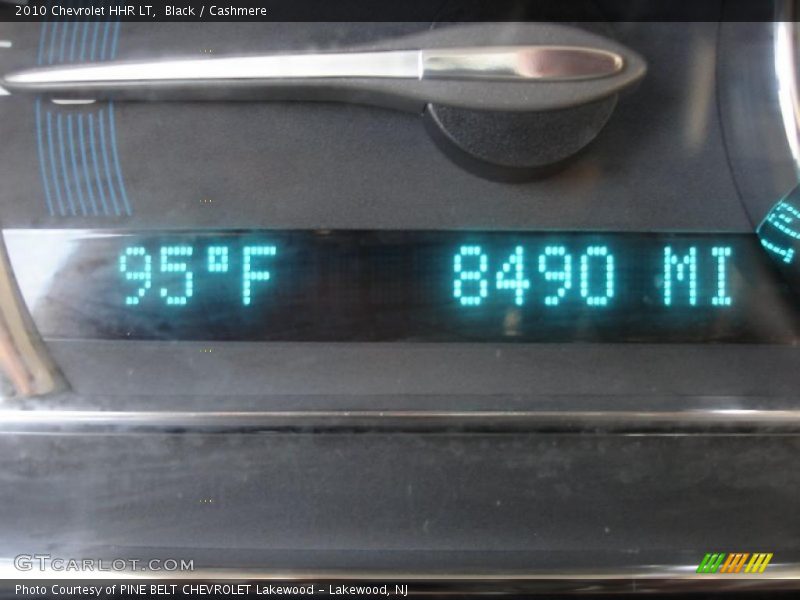 2010 Chevrolet HHR LT,  Black / Cashmere
95°F 8490 MI
GTCARLOT.COM
Photo Courtesy of PINE BELT CHEVROLET Lakewood - Lakewood, NJ